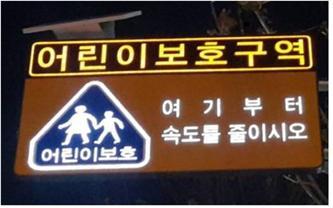 어린이보호구역
여기부터
속도를 줄이시오
어린이보호